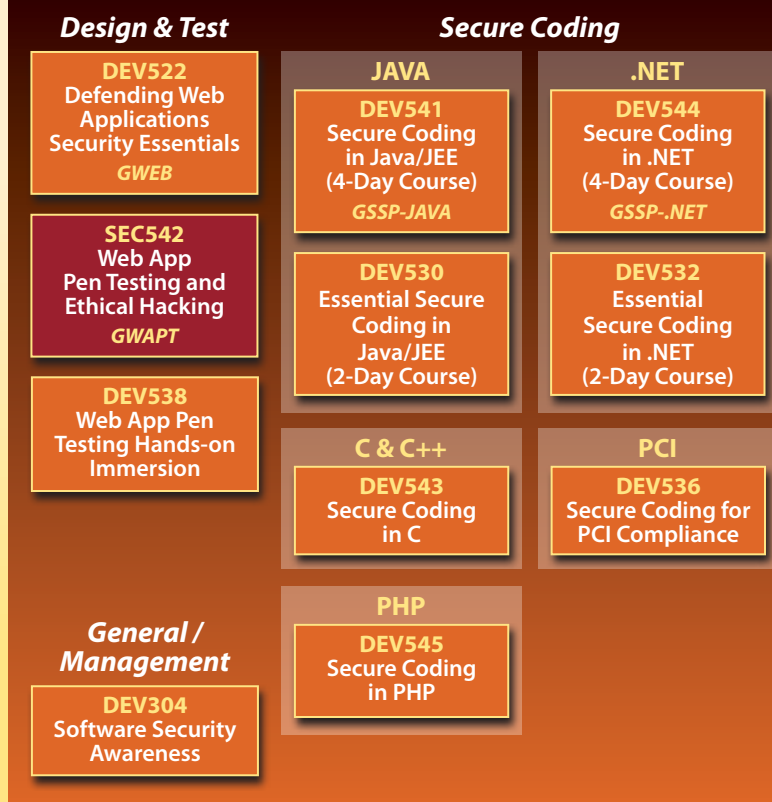 Design & Test
DEV522
Defending Web
Applications
Security Essentials
GWEB
SEC542
Web App
Pen Testing and
Ethical Hacking
GWAPT
DEV538
Web App Pen
Testing Hands-on
Immersion
General /
Management
DEV304
Software Security
Awareness
Secure Coding
JAVA
DEV541
Secure Coding
in Java/JEE
(4-Day Course)
GSSP-JAVA
DEV530
Essential Secure
Coding in
Java/JEE
(2-Day Course)
.NET
DEV544
Secure Coding
in .NET
(4-Day Course)
GSSP-.NET
DEV532
Essential
Secure Coding
in .NET
(2-Day Course)
C & C++
DEV543
Secure Coding
in C
PCI
DEV536
Secure Coding for
PCI Compliance
PHP
DEV545
Secure Coding
in PHP